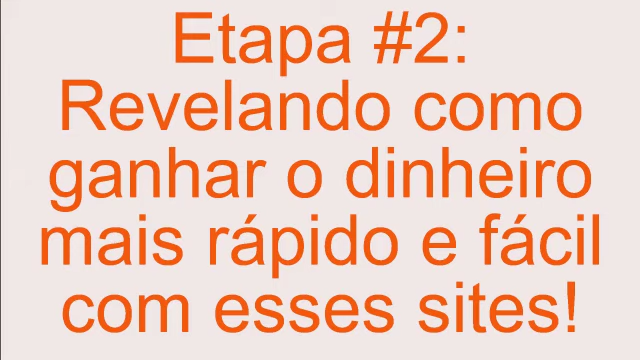 Etapa #2:
Revelando como
ganhar o dinheiro
mais rápido e fácil
com esses sites!